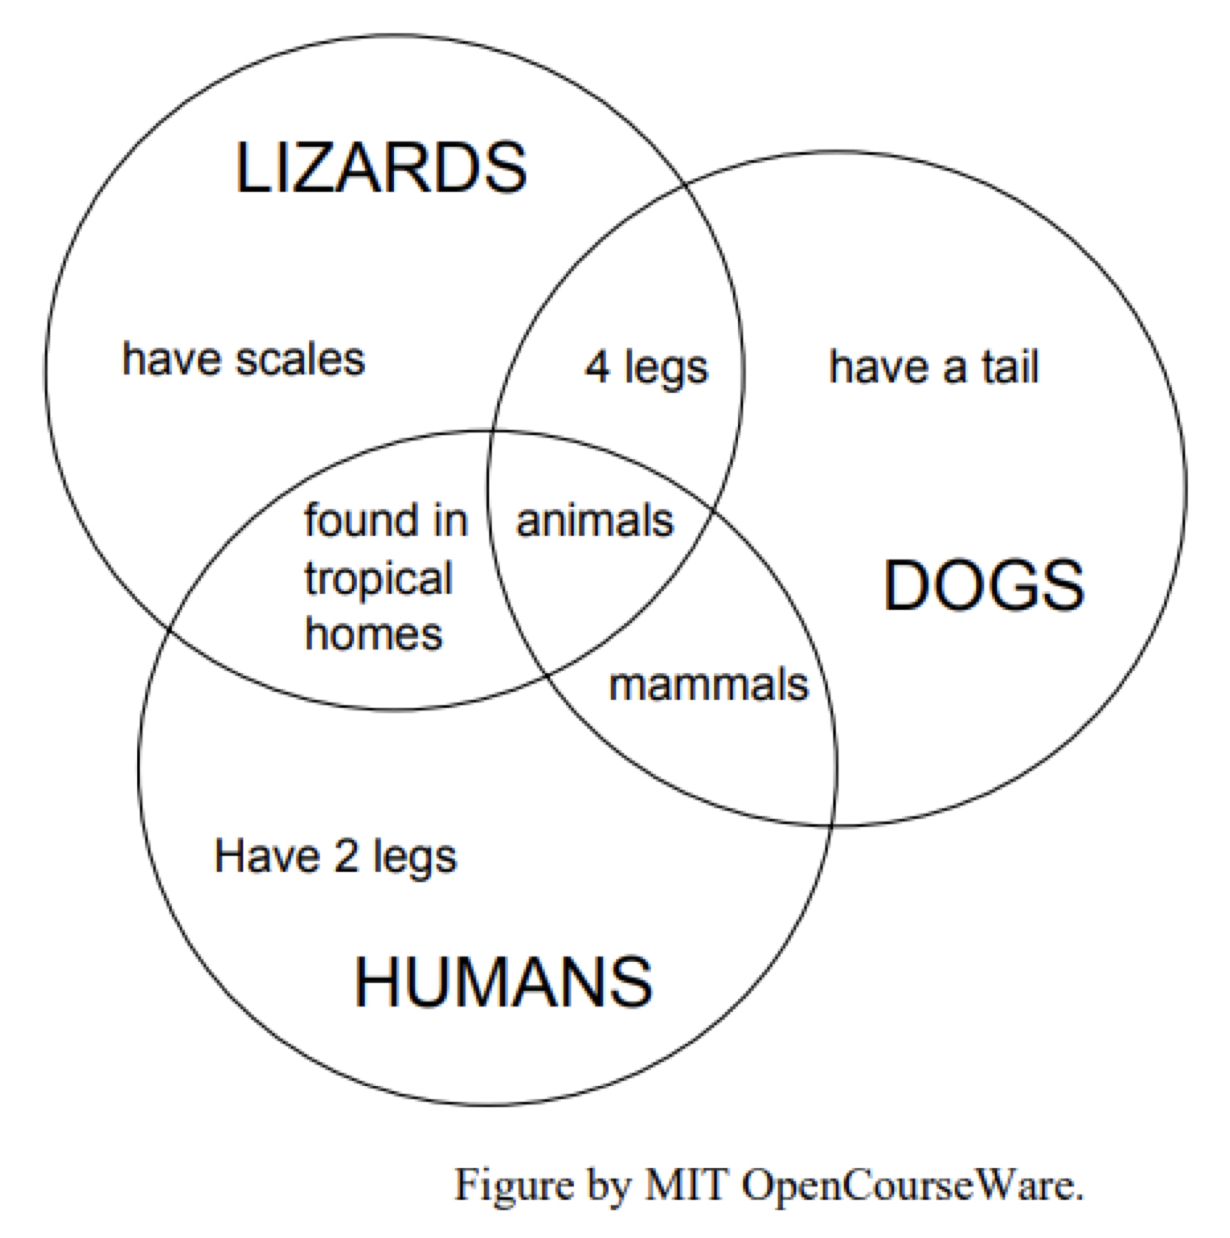 LIZARDS
have scales
4 legs
have a tail
found in
tropical
homes
animals
DOGS
mammals
Have 2 legs
HUMANS
Figure by MIT OpenCourseWare.